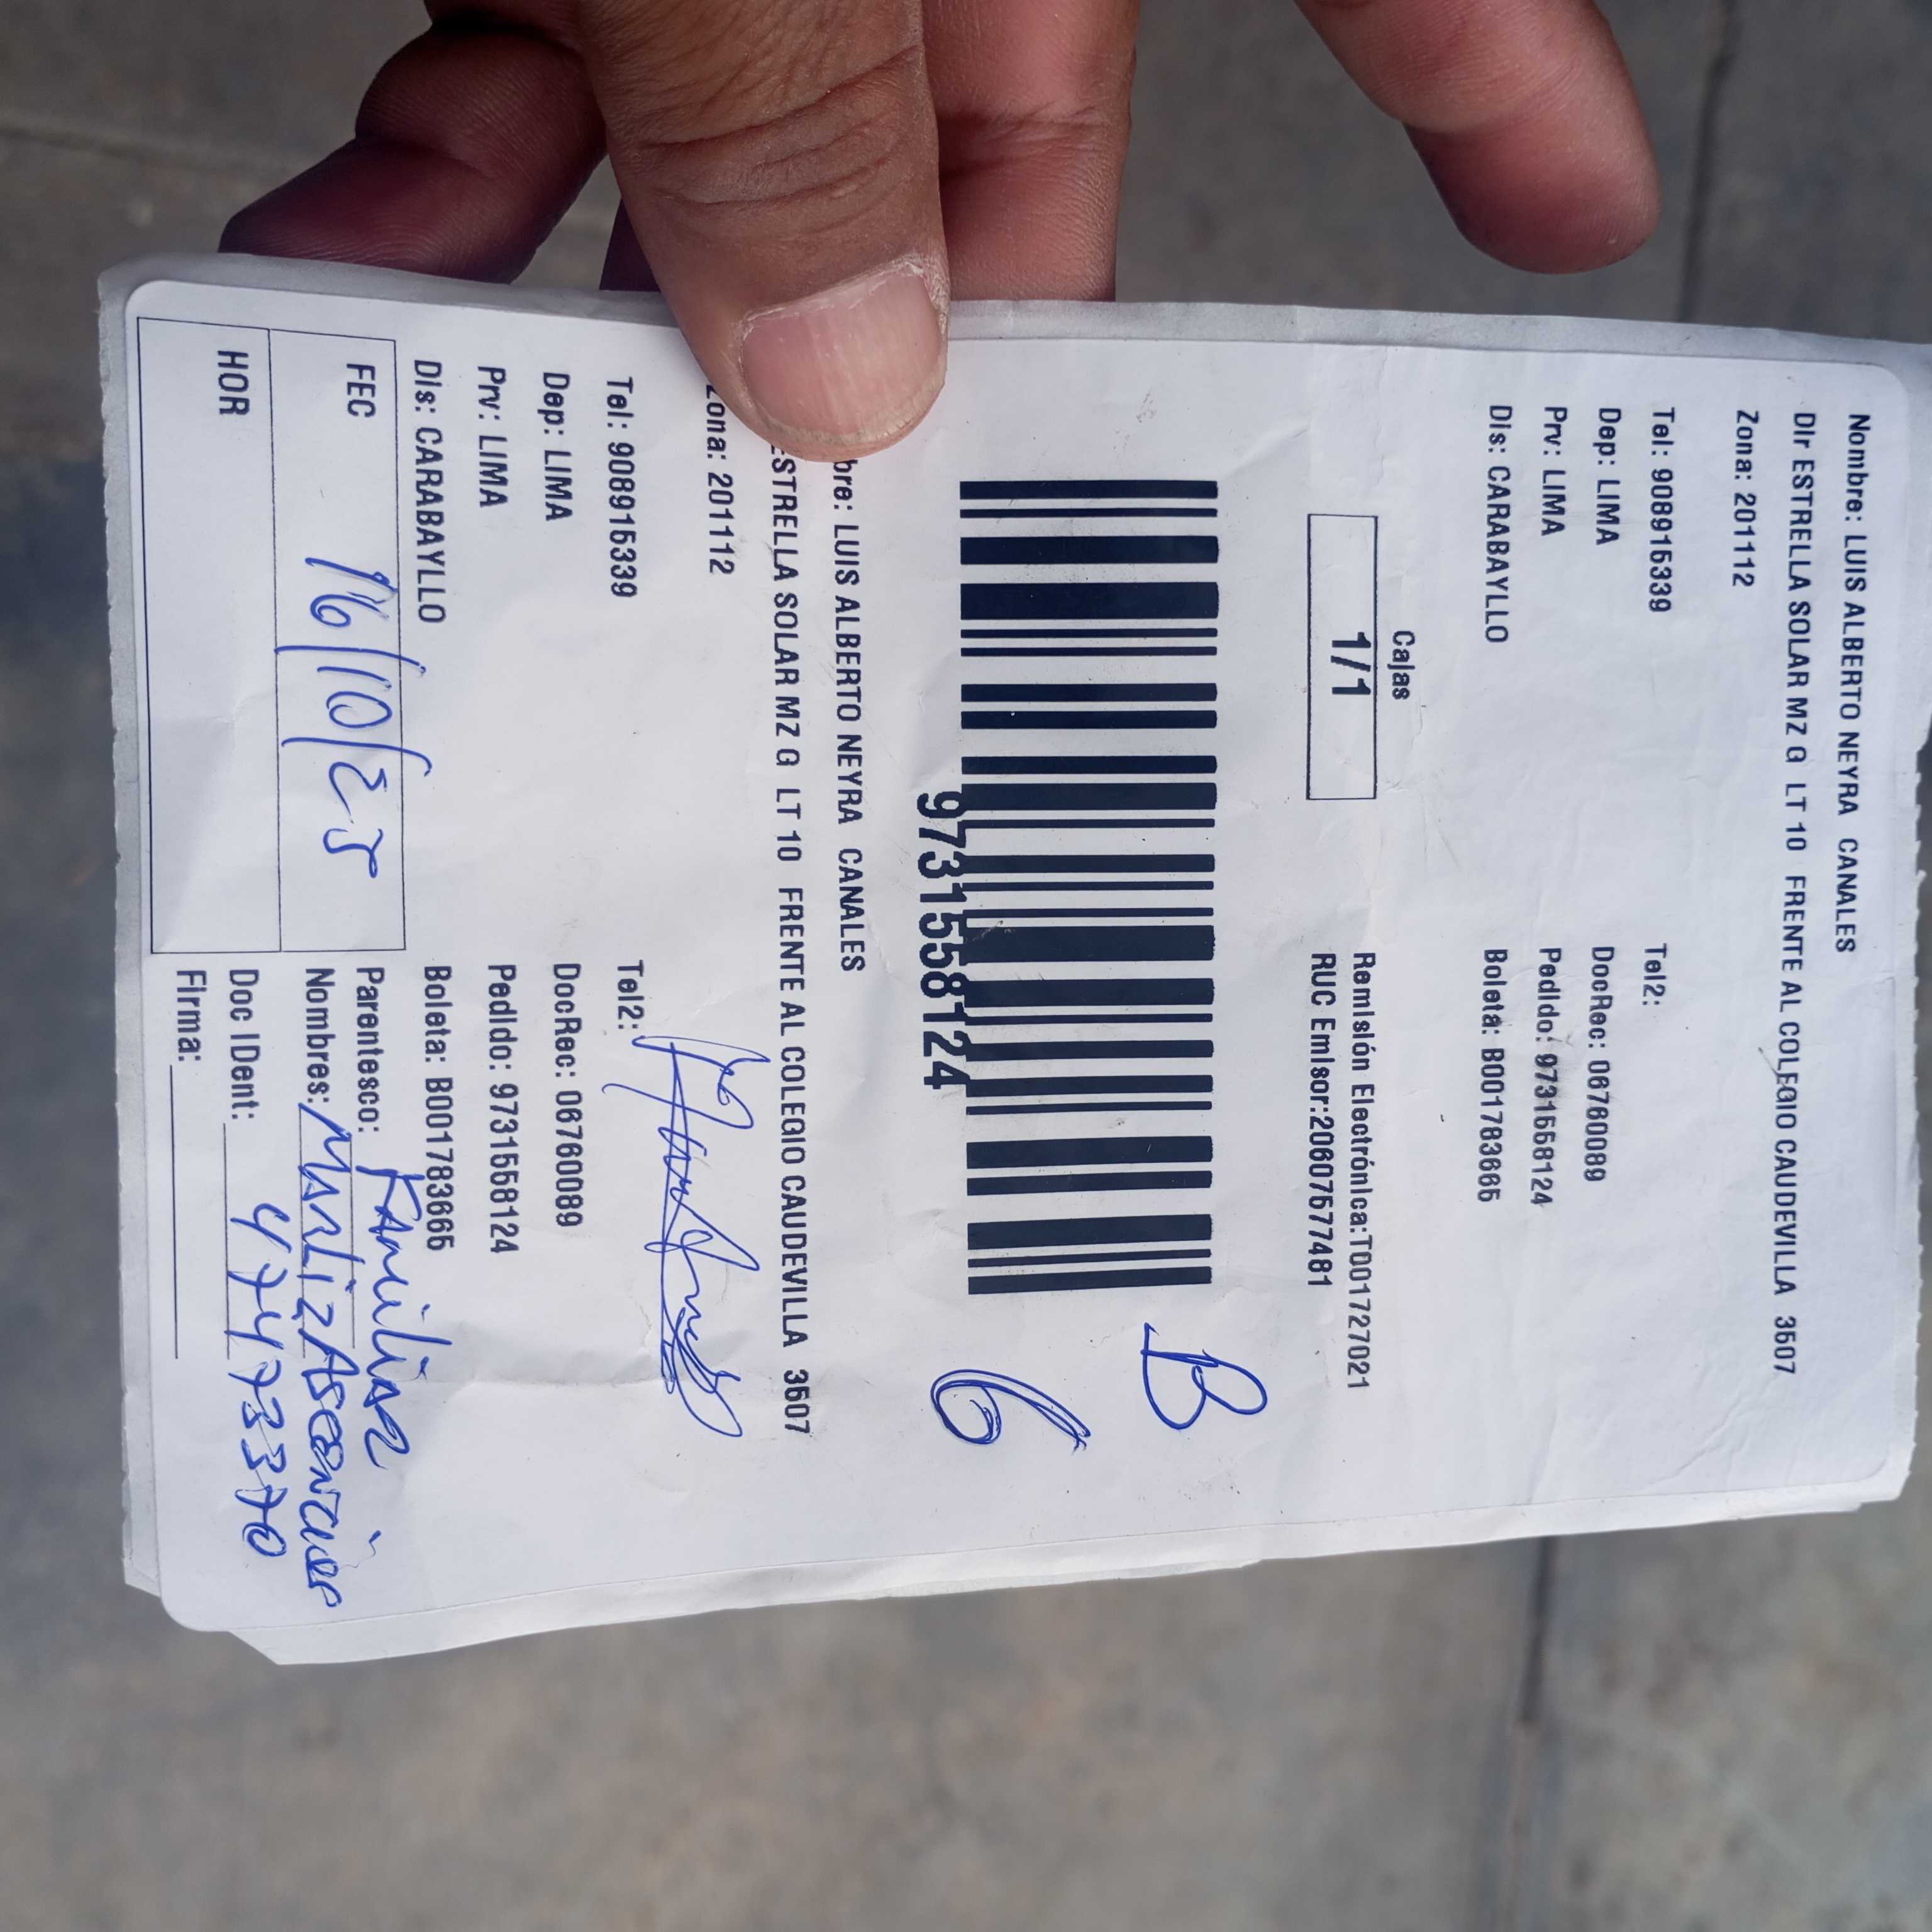 Nombre: LUIS ALBERTO NEYRA CANALES
Dir ESTRELLA SOLAR MZ G LT 10 FRENTE AL COLEGIO CAUDEVILLA 3507
Zona: 201112
Tel: 908915339 Tel2:
Dep: LIMA DocRec: 06760089
Prv: LIMA Pedido: 9731558124
Dis: CARABAYLLO Boleta: B001783665
Cajas
1/1
Remisión Electrónica:T001727021
RUC Emisor:20607577481
B
9731558124
6
bre: LUIS ALBERTO NEYRA CANALES
ESTRELLA SOLAR MZ G LT 10 FRENTE AL COLEGIO CAUDEVILLA 3507
Zona: 201112
Tel: 908915339 Tel2:
Dep: LIMA DocRec: 06760089
Prv: LIMA Pedido: 9731558124
Dis: CARABAYLLO Boleta: B001783665
FEC 16/10/25
HOR
Parentesco: Familiar
Nombres: Marliz Ascencios
Doc IDent: 47473370
Firma: